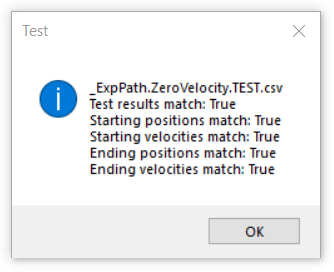 Test
_ExpPath.ZeroVelocity.TEST.csv
Test results match: True
Starting positions match: True
Starting velocities match: True
Ending positions match: True
Ending velocities match: True
OK